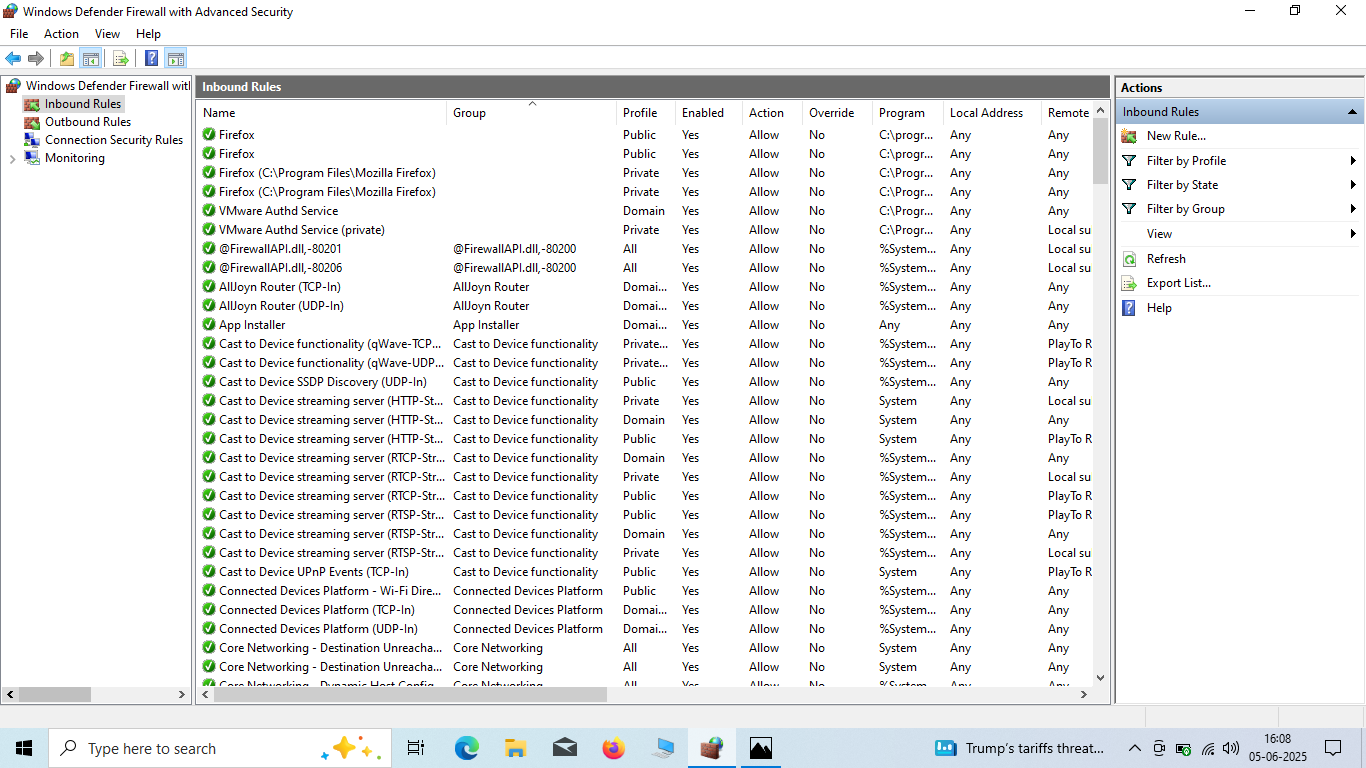 Windows Defender Firewall with Advanced Security
File Action View Help
Windows Defender Firewall wit
Inbound Rules
Outbound Rules
Connection Security Rules
Monitoring
Inbound Rules
Name Group Profile Enabled Action Override Program Local Address Remote
Firefox Public Yes Allow No C:\progr... Any Any
Firefox Public Yes Allow No C:\progr... Any Any
Firefox (C:\Program Files\Mozilla Firefox) Private Yes Allow No C:\Progr... Any Any
Firefox (C:\Program Files\Mozilla Firefox) Private Yes Allow No C:\Progr... Any Any
VMware Authd Service Domain Yes Allow No C:\Progr... Any Any
VMware Authd Service (private) Private Yes Allow No C:\Progr... Any Local su
@FirewallAPI.dll,-80201 @FirewallAPI.dll,-80200 All Yes Allow No %System... Any Local su
@FirewallAPI.dll,-80206 @FirewallAPI.dll,-80200 All Yes Allow No %System... Any Local su
AllJoyn Router (TCP-In) AllJoyn Router Domai... Yes Allow No %System... Any Any
AllJoyn Router (UDP-In) AllJoyn Router Domai... Yes Allow No %System... Any Any
App Installer App Installer Domai... Yes Allow No Any Any Any
Cast to Device functionality (qWave-TCP... Cast to Device functionality Private... Yes Allow No %System... Any PlayTo R
Cast to Device functionality (qWave-UDP... Cast to Device functionality Private... Yes Allow No %System... Any PlayTo R
Cast to Device SSDP Discovery (UDP-In) Cast to Device functionality Public Yes Allow No %System... Any Any
Cast to Device streaming server (HTTP-St... Cast to Device functionality Private Yes Allow No System Any Local su
Cast to Device streaming server (HTTP-St... Cast to Device functionality Domain Yes Allow No System Any Any
Cast to Device streaming server (HTTP-St... Cast to Device functionality Public Yes Allow No System Any PlayTo R
Cast to Device streaming server (RTCP-Str... Cast to Device functionality Domain Yes Allow No %System... Any Any
Cast to Device streaming server (RTCP-Str... Cast to Device functionality Private Yes Allow No %System... Any Local su
Cast to Device streaming server (RTCP-Str... Cast to Device functionality Public Yes Allow No %System... Any PlayTo R
Cast to Device streaming server (RTSP-Str... Cast to Device functionality Public Yes Allow No %System... Any PlayTo R
Cast to Device streaming server (RTSP-Str... Cast to Device functionality Domain Yes Allow No %System... Any Any
Cast to Device streaming server (RTSP-Str... Cast to Device functionality Private Yes Allow No %System... Any Local su
Cast to Device UPnP Events (TCP-In) Cast to Device functionality Public Yes Allow No System Any PlayTo R
Connected Devices Platform - Wi-Fi Dire... Connected Devices Platform Public Yes Allow No %System... Any Any
Connected Devices Platform (TCP-In) Connected Devices Platform Domai... Yes Allow No %System... Any Any
Connected Devices Platform (UDP-In) Connected Devices Platform Domai... Yes Allow No %System... Any Any
Core Networking - Destination Unreacha... Core Networking All Yes Allow No System Any Any
Core Networking - Destination Unreacha... Core Networking All Yes Allow No System Any Any
Core Networking - Dynamic Host Config... Core Networking All Yes Allow No %System... Any Any
Actions
Inbound Rules
New Rule...
Filter by Profile
Filter by State
Filter by Group
View
Refresh
Export List...
Help
Type here to search
Trump's tariffs threat...
16:08
05-06-2025